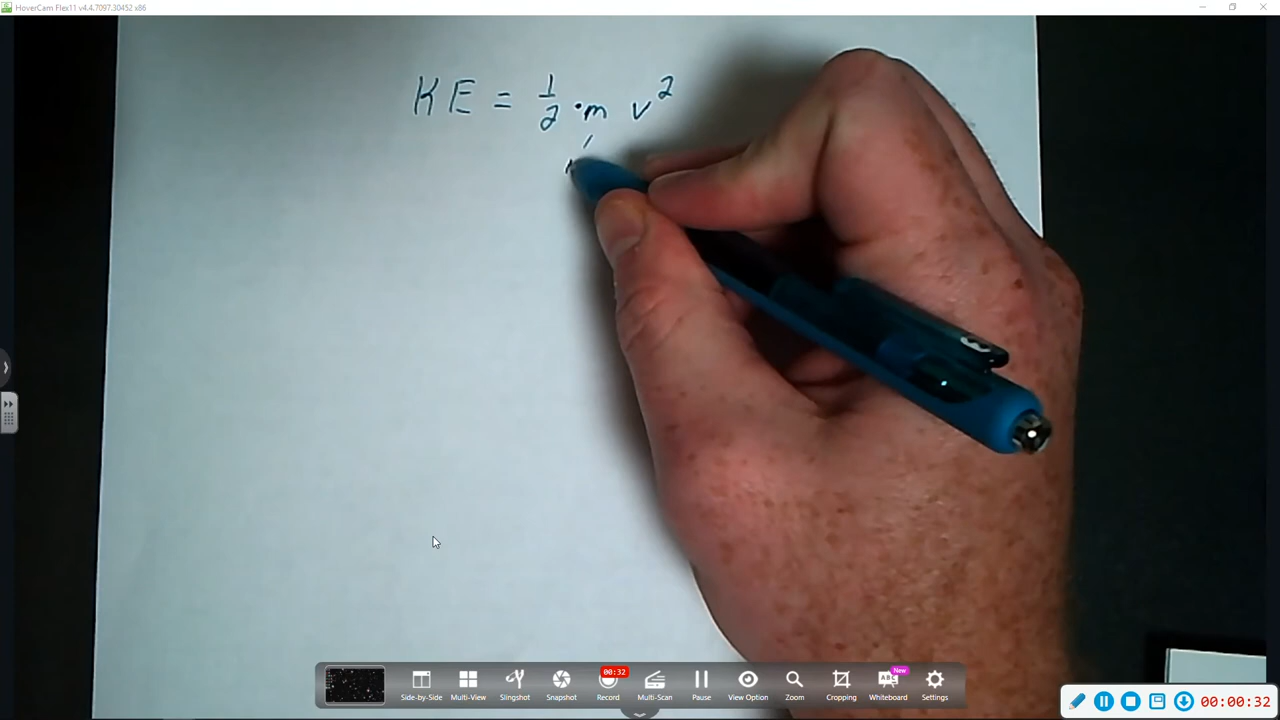 HoverCam Flex11 v4.4.7097.30452 x86
KE = 1/2 · m v²
00:32
New
ABC
Side-by-Side Multi-View Slingshot Snapshot Record Multi-Scan Pause View Option Zoom Cropping Whiteboard Settings
00:00:32